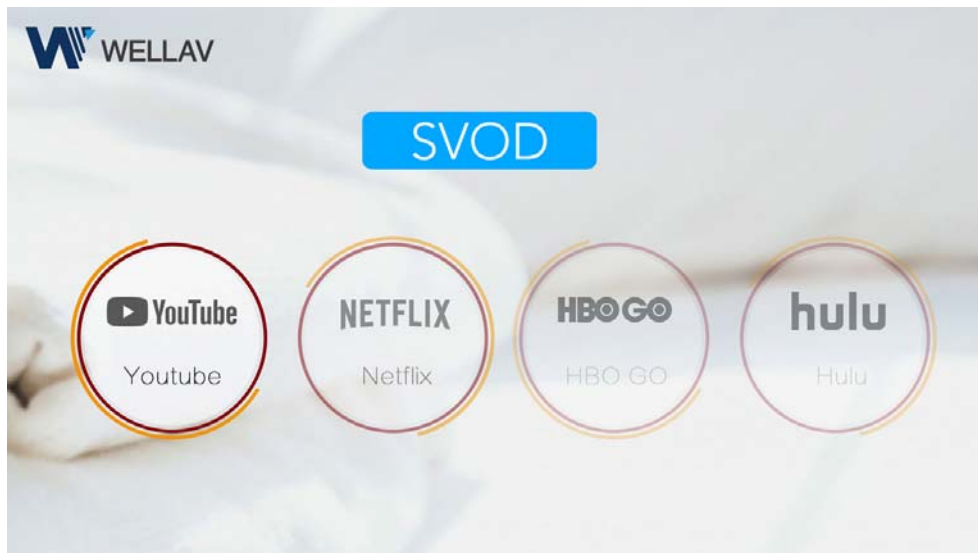 WELLAV
SVOD
YouTube
Youtube
NETFLIX
Netflix
HBO GO
HBO GO
hulu
Hulu